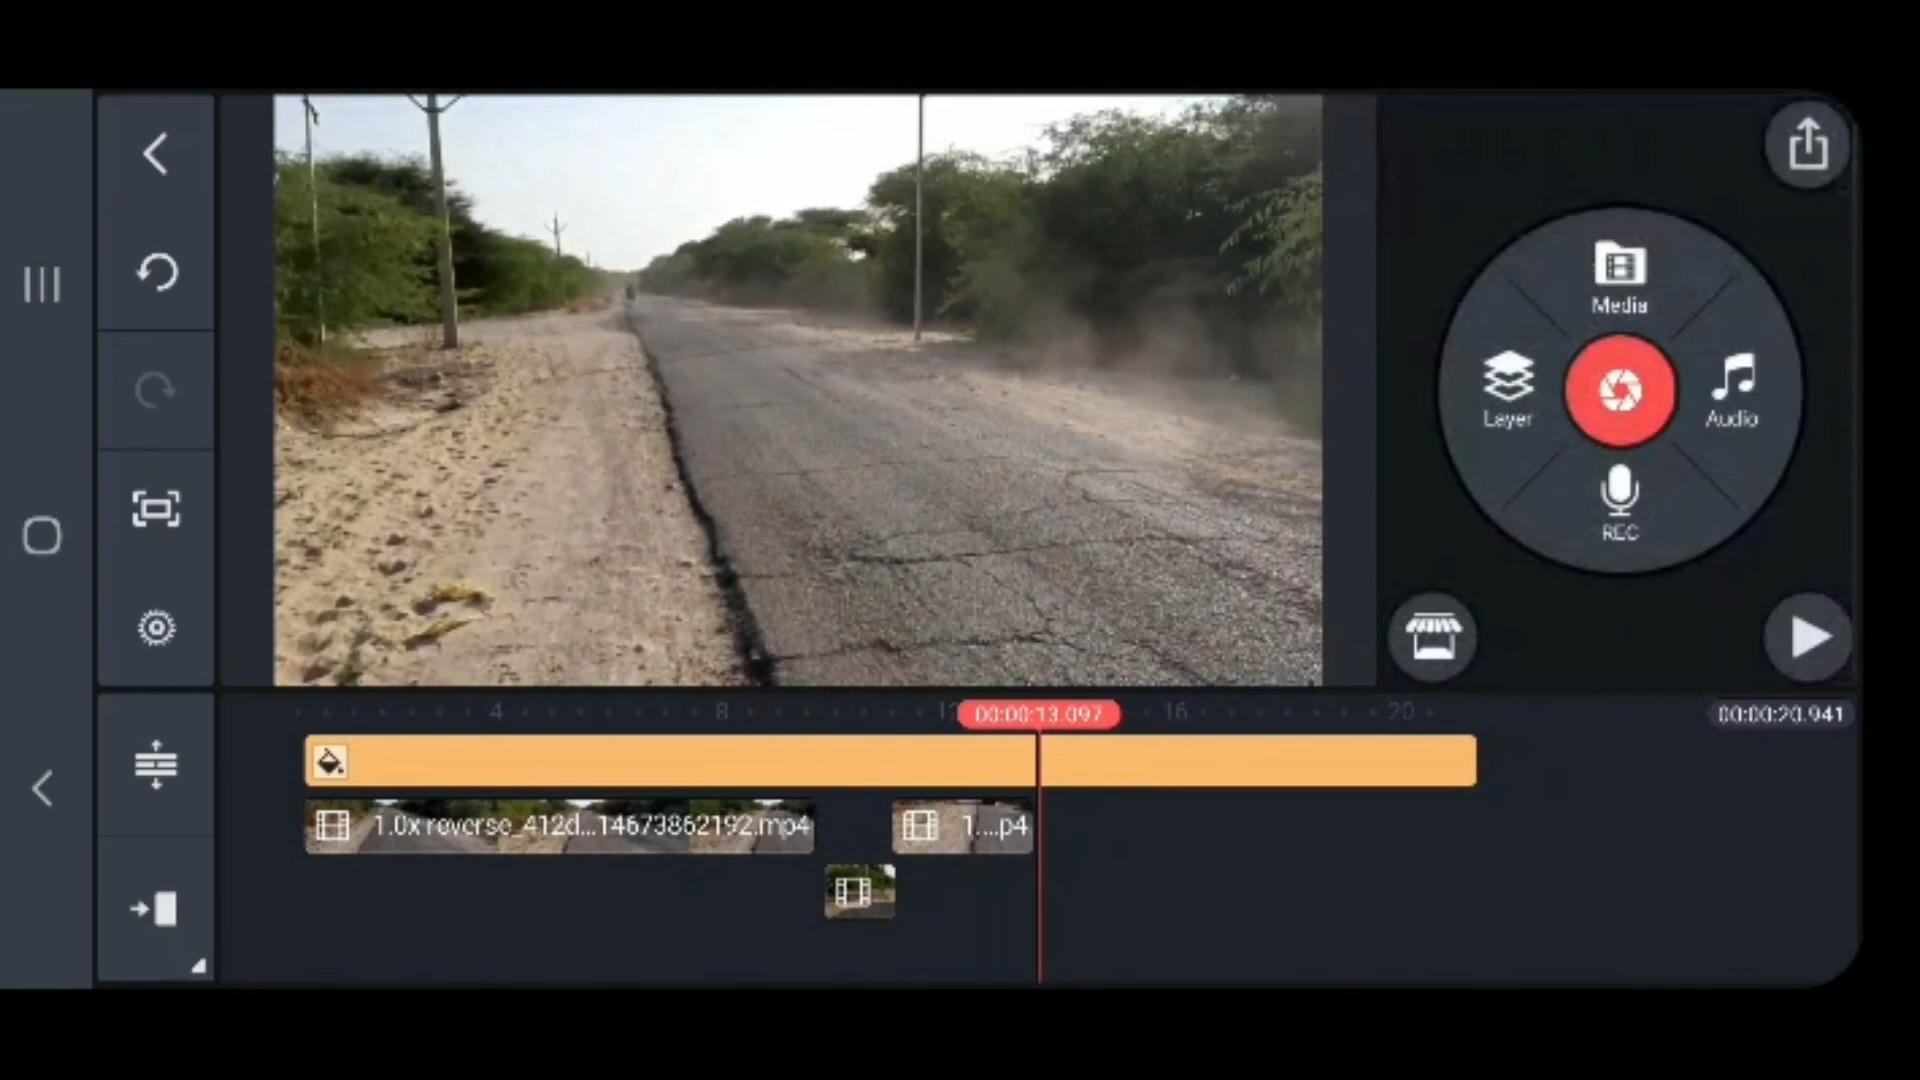 Media
Layer
Audio
REC
4
8
00:00:13.097
16
20
00:00:20.941
1.0x reverse_412d...14673862192.mp4
1....p4